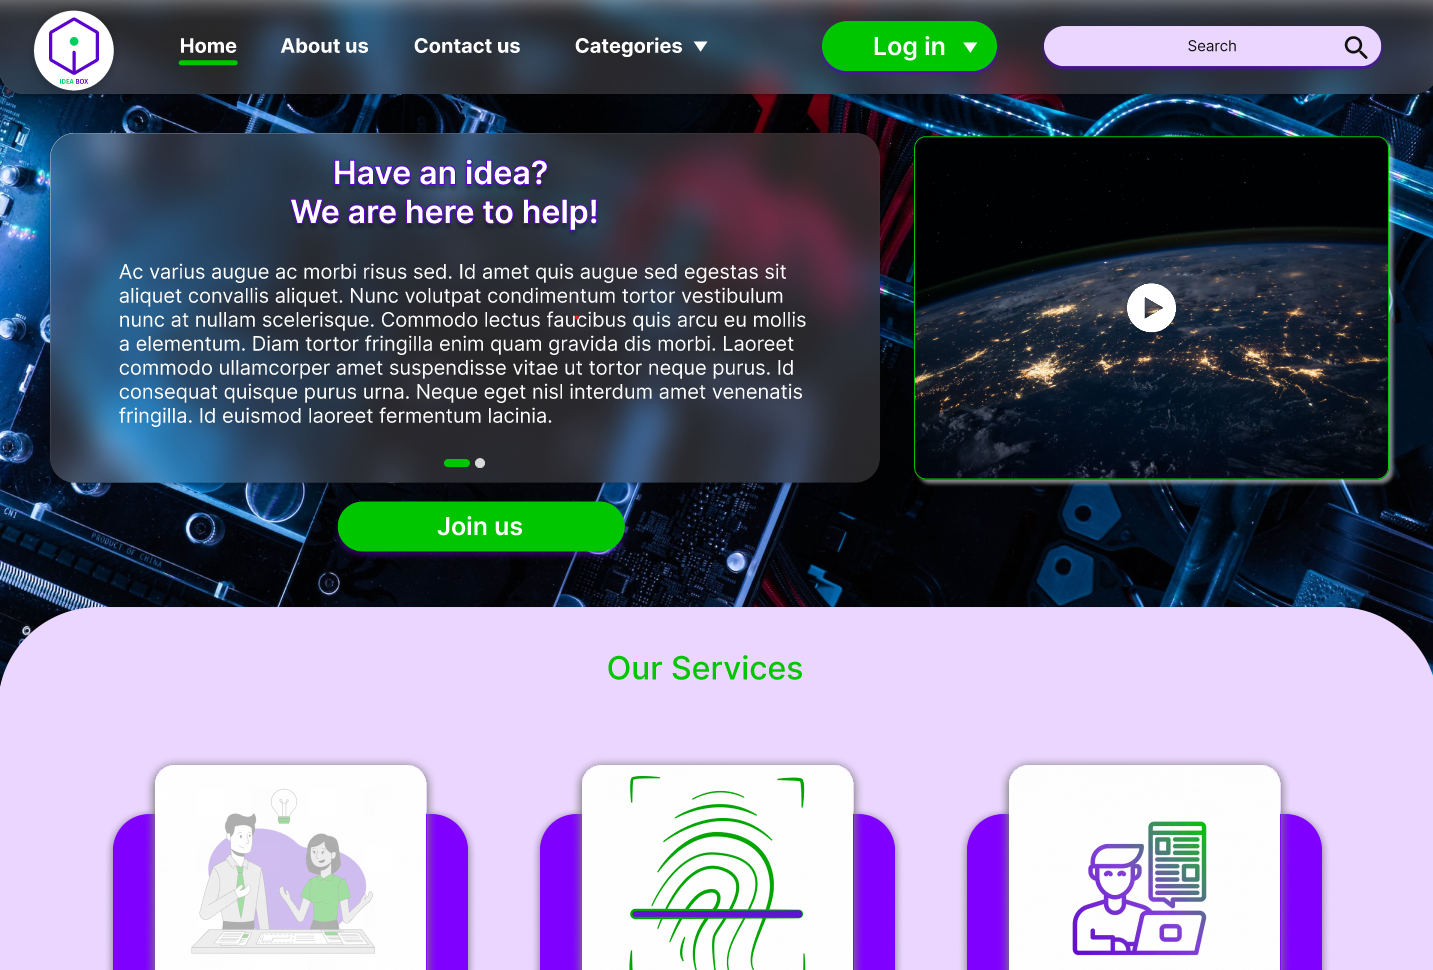 IDEA BOX
Home
About us
Contact us
Categories
Log in
Search
Have an idea?
We are here to help!
Ac varius augue ac morbi risus sed. Id amet quis augue sed egestas sit
aliquet convallis aliquet. Nunc volutpat condimentum tortor vestibulum
nunc at nullam scelerisque. Commodo lectus faucibus quis arcu eu mollis
a elementum. Diam tortor fringilla enim quam gravida dis morbi. Laoreet
commodo ullamcorper amet suspendisse vitae ut tortor neque purus. Id
consequat quisque purus urna. Neque eget nisl interdum amet venenatis
fringilla. Id euismod laoreet fermentum lacinia.
CN1
PRODUCT OF CHINA
Join us
Our Services